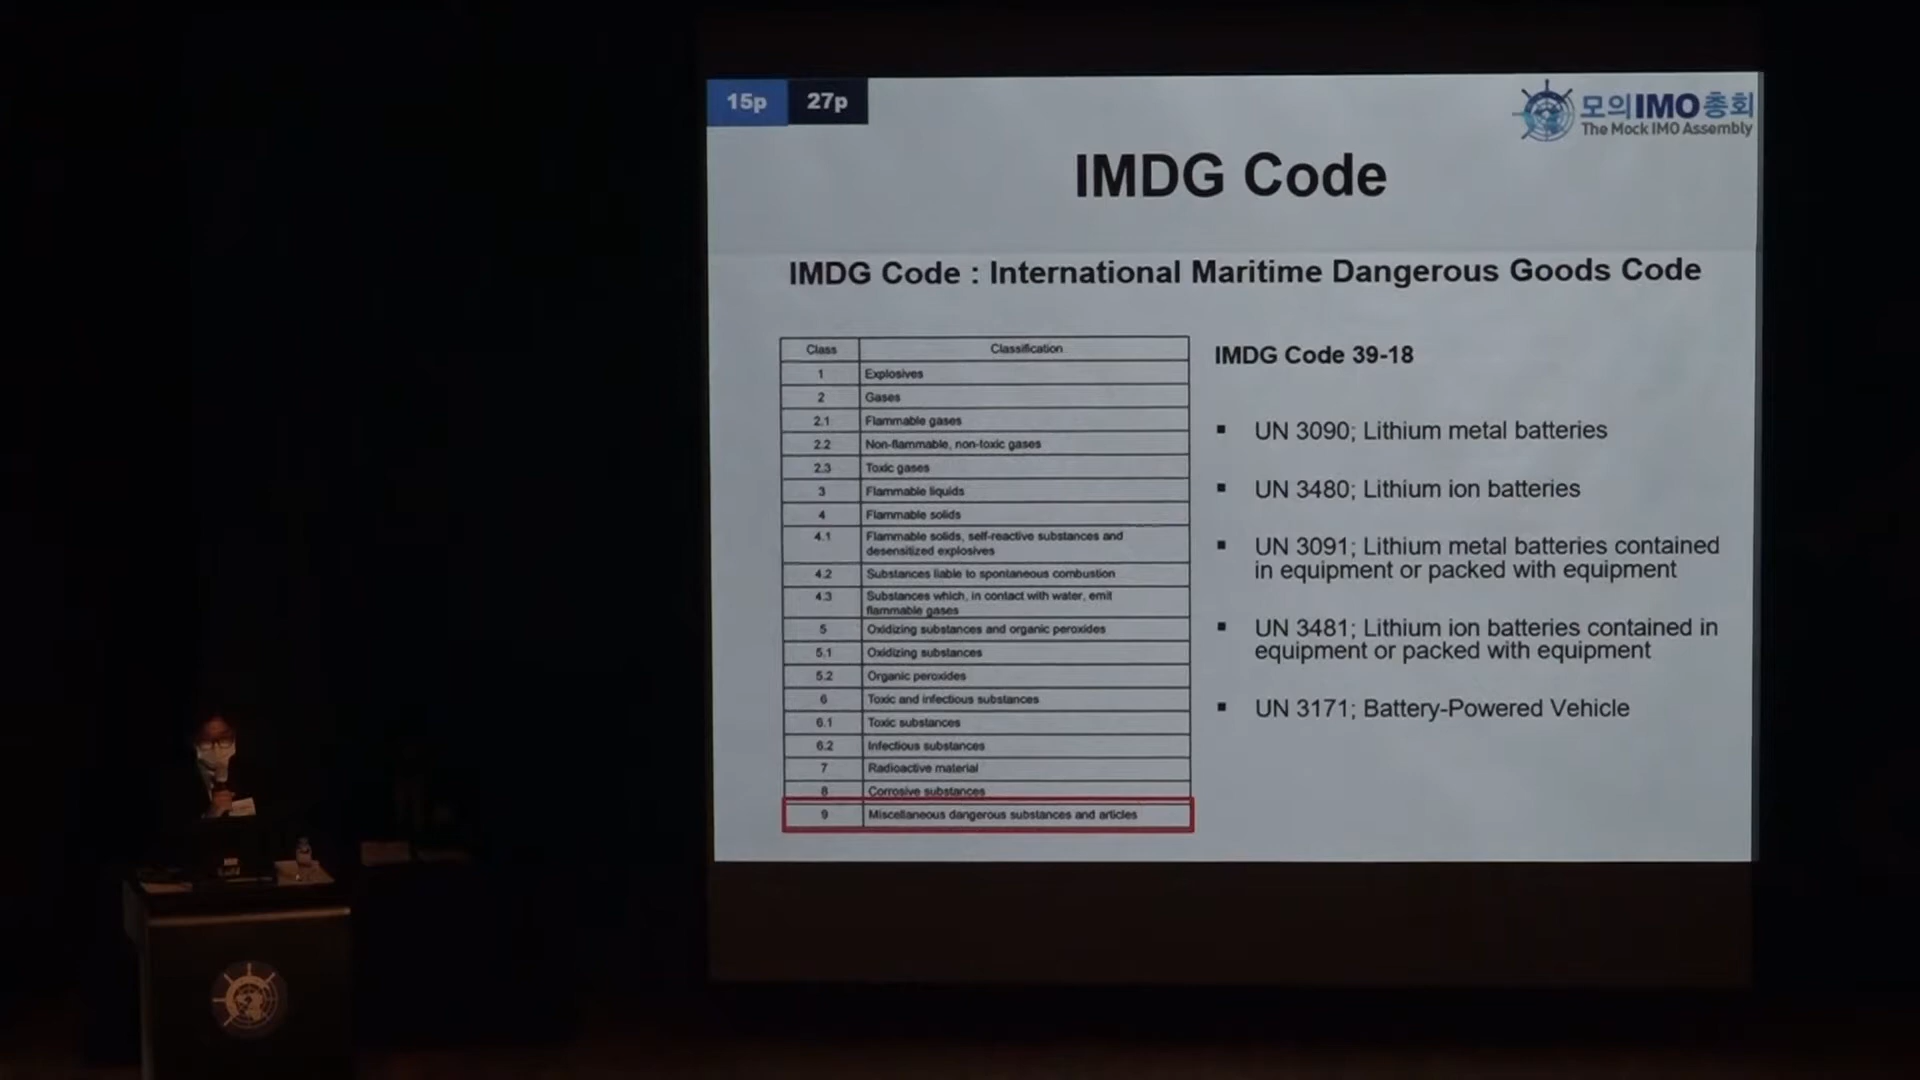 15p 27p
모의IMO총회
The Mock IMO Assembly
IMDG Code
IMDG Code : International Maritime Dangerous Goods Code
Class Classification
1 Explosives
2 Gases
2.1 Flammable gases
2.2 Non-flammable, non-toxic gases
2.3 Toxic gases
3 Flammable liquids
4 Flammable solids
4.1 Flammable solids, self-reactive substances and
desensitized explosives
4.2 Substances liable to spontaneous combustion
4.3 Substances which, in contact with water, emit
flammable gases
5 Oxidizing substances and organic peroxides
5.1 Oxidizing substances
5.2 Organic peroxides
6 Toxic and infectious substances
6.1 Toxic substances
6.2 Infectious substances
7 Radioactive material
8 Corrosive substances
9 Miscellaneous dangerous substances and articles
IMDG Code 39-18
▪ UN 3090; Lithium metal batteries
▪ UN 3480; Lithium ion batteries
▪ UN 3091; Lithium metal batteries contained
in equipment or packed with equipment
▪ UN 3481; Lithium ion batteries contained in
equipment or packed with equipment
▪ UN 3171; Battery-Powered Vehicle